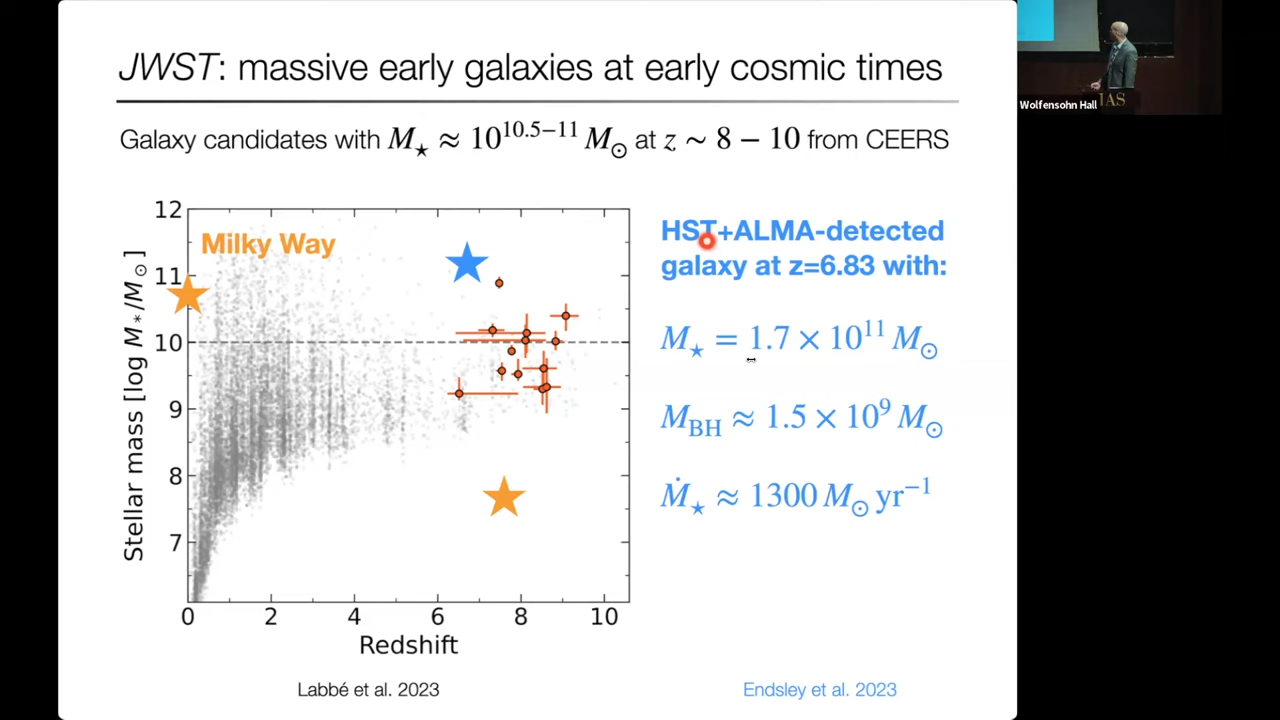 JWST: massive early galaxies at early cosmic times
Galaxy candidates with M⋆ ≈ 10^{10.5−11} M⊙ at z ∼ 8 − 10 from CEERS
Wolfensohn Hall
IAS
Milky Way
Stellar mass [log M*/M⊙]
12
11
10
9
8
7
0 2 4 6 8 10
Redshift
Labbé et al. 2023
HST+ALMA-detected
galaxy at z=6.83 with:
M⋆ = 1.7 × 10^{11} M⊙
M_{BH} ≈ 1.5 × 10^{9} M⊙
Ṁ⋆ ≈ 1300 M⊙ yr^{−1}
Endsley et al. 2023